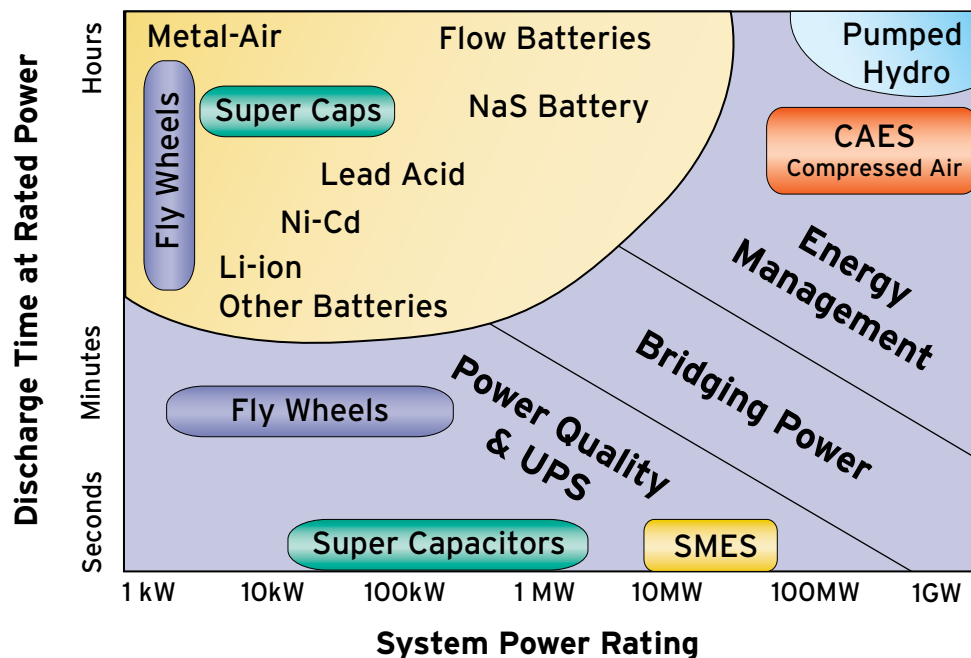 Discharge Time at Rated Power
Hours
Minutes
Seconds
Metal-Air
Flow Batteries
Pumped
Hydro
Fly Wheels
Super Caps
NaS Battery
CAES
Compressed Air
Lead Acid
Ni-Cd
Li-ion
Other Batteries
Energy
Management
Bridging Power
Power Quality
& UPS
Fly Wheels
Super Capacitors
SMES
1 kW
10kW
100kW
1 MW
10MW
100MW
1GW
System Power Rating